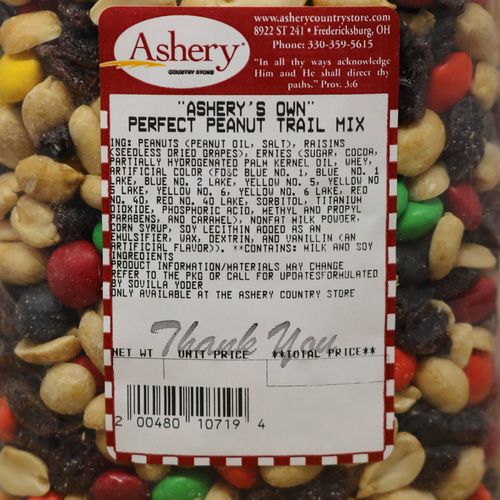 Ashery
COUNTRY STORE
www.asherycountrystore.com
8922 ST 241 • Fredericksburg, OH
Phone: 330-359-5615
"In all thy ways acknowledge
Him and He shall direct thy
paths." Prov. 3:6
"ASHERY'S OWN"
PERFECT PEANUT TRAIL MIX
ING: PEANUTS (PEANUT OIL, SALT), RAISINS
(SEEDLESS DRIED GRAPES), ERNIES (SUGAR, COCOA,
PARTIALLY HYDROGENATED PALM KERNEL OIL, WHEY,
ARTIFICIAL COLOR (FD&C BLUE NO. 1, BLUE NO. 1
LAKE, BLUE NO. 2 LAKE, YELLOW NO. 5, YELLOW NO
5 LAKE, YELLOW NO. 6, YELLOW 6 LAKE, RED NO.
40, RED NO. 40 LAKE, SORBITOL, TITANIUM
DIOXIDE, PHOSPHORIC ACID, METHYL AND PROPYL
PARABENS, AND CARAMEL), NONFAT MILK POWDER,
CORN SYRUP, SOY LECITHIN ADDED AS AN
EMULSIFIER, WAX, DEXTRIN, AND VANILLIN (AN
ARTIFICIAL FLAVOR)). **CONTAINS: MILK AND SOY
INGREDIENTS
PRODUCT INFORMATION/MATERIALS MAY CHANGE
REFER TO THE PKG OR CALL FOR UPDATESFORMULATED
BY SOVILLA YODER
ONLY AVAILABLE AT THE ASHERY COUNTRY STORE
Thank You
NET WT UNIT PRICE **TOTAL PRICE**
2 00480 10719 4